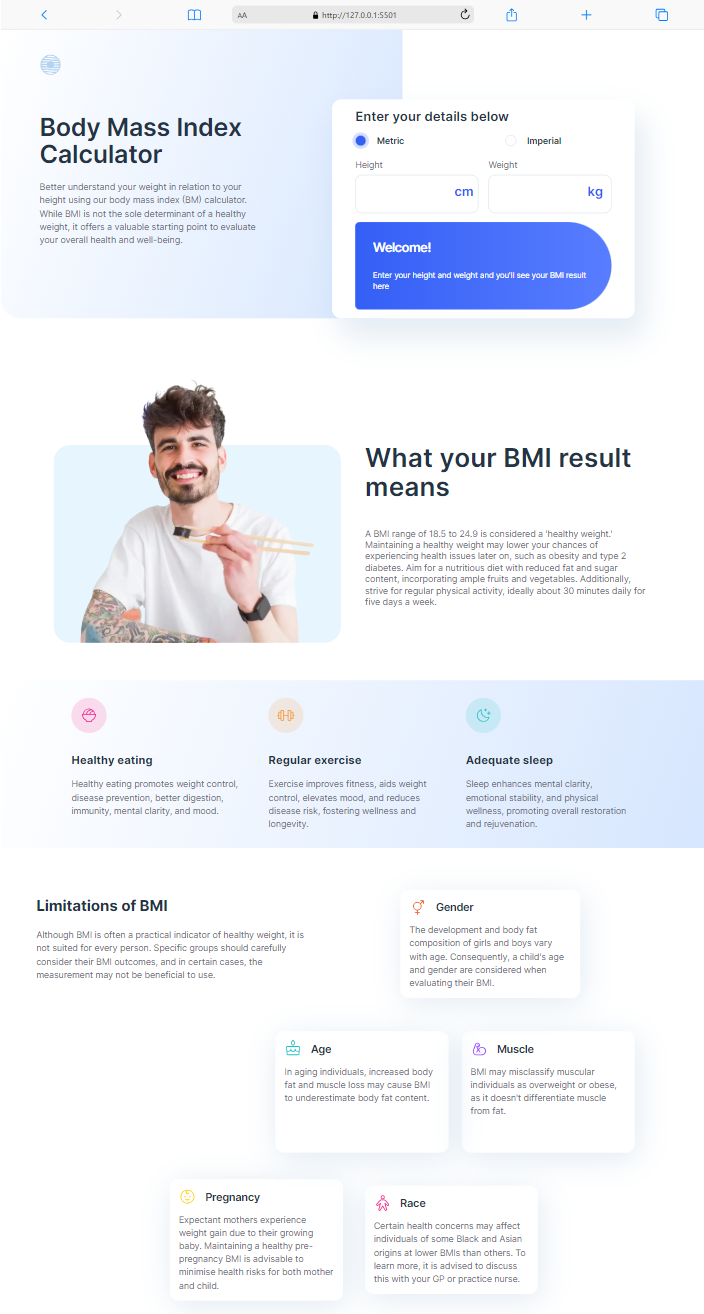 AA
http://127.0.0.1:5501
Body Mass Index
Calculator
Better understand your weight in relation to your
height using our body mass index (BM) calculator.
While BMI is not the sole determinant of a healthy
weight, it offers a valuable starting point to evaluate
your overall health and well-being.
Enter your details below
Metric
Imperial
Height
Weight
cm
kg
Welcome!
Enter your height and weight and you'll see your BMI result
here
What your BMI result
means
A BMI range of 18.5 to 24.9 is considered a 'healthy weight.'
Maintaining a healthy weight may lower your chances of
experiencing health issues later on, such as obesity and type 2
diabetes. Aim for a nutritious diet with reduced fat and sugar
content, incorporating ample fruits and vegetables. Additionally,
strive for regular physical activity, ideally about 30 minutes daily for
five days a week.
Healthy eating
Healthy eating promotes weight control,
disease prevention, better digestion,
immunity, mental clarity, and mood.
Regular exercise
Exercise improves fitness, aids weight
control, elevates mood, and reduces
disease risk, fostering wellness and
longevity.
Adequate sleep
Sleep enhances mental clarity,
emotional stability, and physical
wellness, promoting overall restoration
and rejuvenation.
Limitations of BMI
Although BMI is often a practical indicator of healthy weight, it is
not suited for every person. Specific groups should carefully
consider their BMI outcomes, and in certain cases, the
measurement may not be beneficial to use.
Gender
The development and body fat
composition of girls and boys vary
with age. Consequently, a child's age
and gender are considered when
evaluating their BMI.
Age
In aging individuals, increased body
fat and muscle loss may cause BMI
to underestimate body fat content.
Muscle
BMI may misclassify muscular
individuals as overweight or obese,
as it doesn't differentiate muscle
from fat.
Pregnancy
Expectant mothers experience
weight gain due to their growing
baby. Maintaining a healthy pre-
pregnancy BMI is advisable to
minimise health risks for both mother
and child.
Race
Certain health concerns may affect
individuals of some Black and Asian
origins at lower BMIs than others. To
learn more, it is advised to discuss
this with your GP or practice nurse.